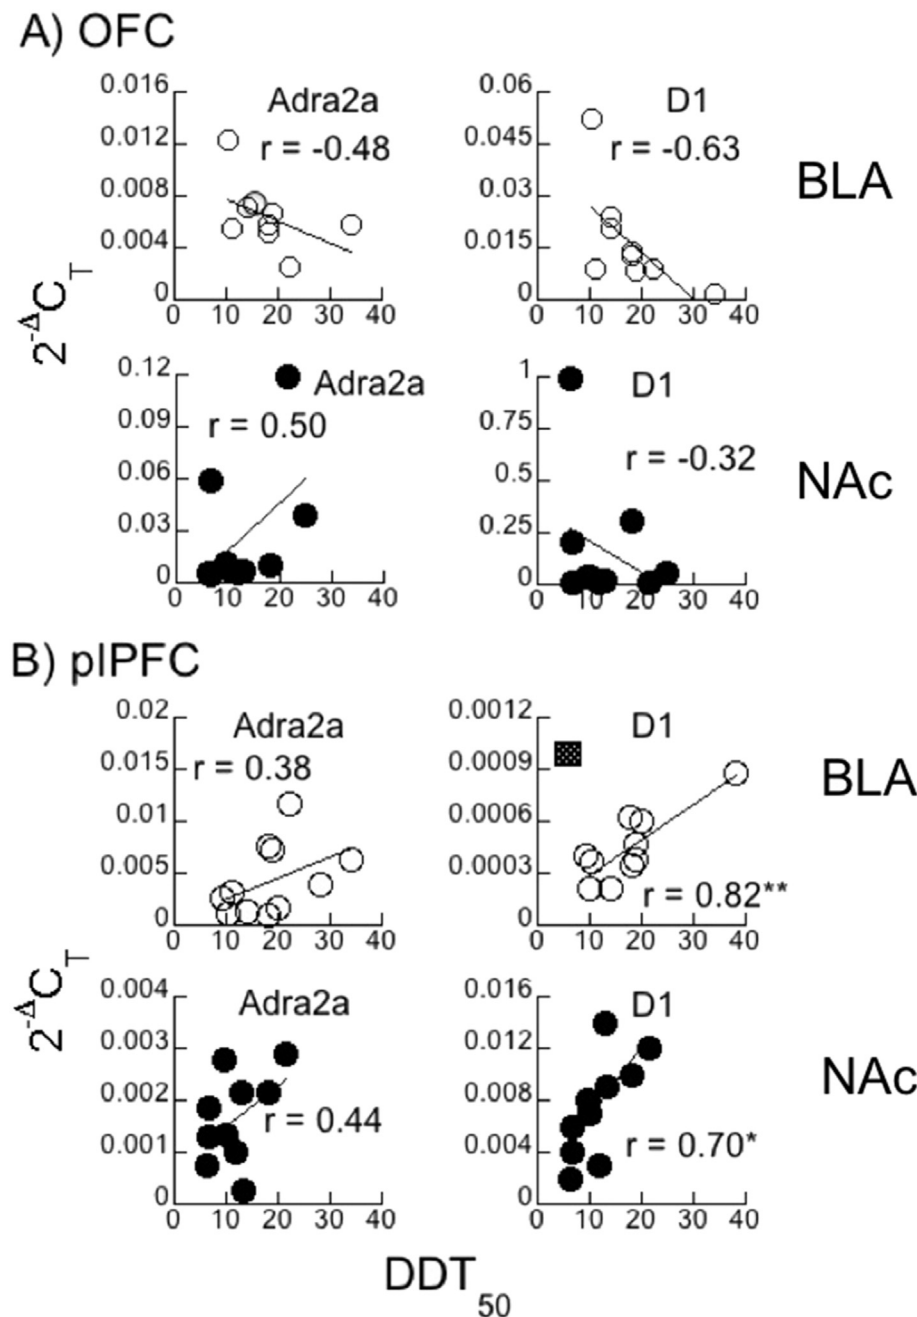 A) OFC
Adra2a
r = -0.48
0.016
0.012
0.008
0.004
0
0 10 20 30 40
D1
r = -0.63
0.06
0.045
0.03
0.015
0
0 10 20 30 40
BLA
2^-ΔC_T
Adra2a
r = 0.50
0.12
0.09
0.06
0.03
0
0 10 20 30 40
D1
r = -0.32
1
0.75
0.5
0.25
0
0 10 20 30 40
NAc
B) plPFC
Adra2a
r = 0.38
0.02
0.015
0.01
0.005
0
0 10 20 30 40
D1
r = 0.82**
0.0012
0.0009
0.0006
0.0003
0
0 10 20 30 40
BLA
2^-ΔC_T
Adra2a
r = 0.44
0.004
0.003
0.002
0.001
0
0 10 20 30 40
D1
r = 0.70*
0.016
0.012
0.008
0.004
0
0 10 20 30 40
NAc
DDT_50